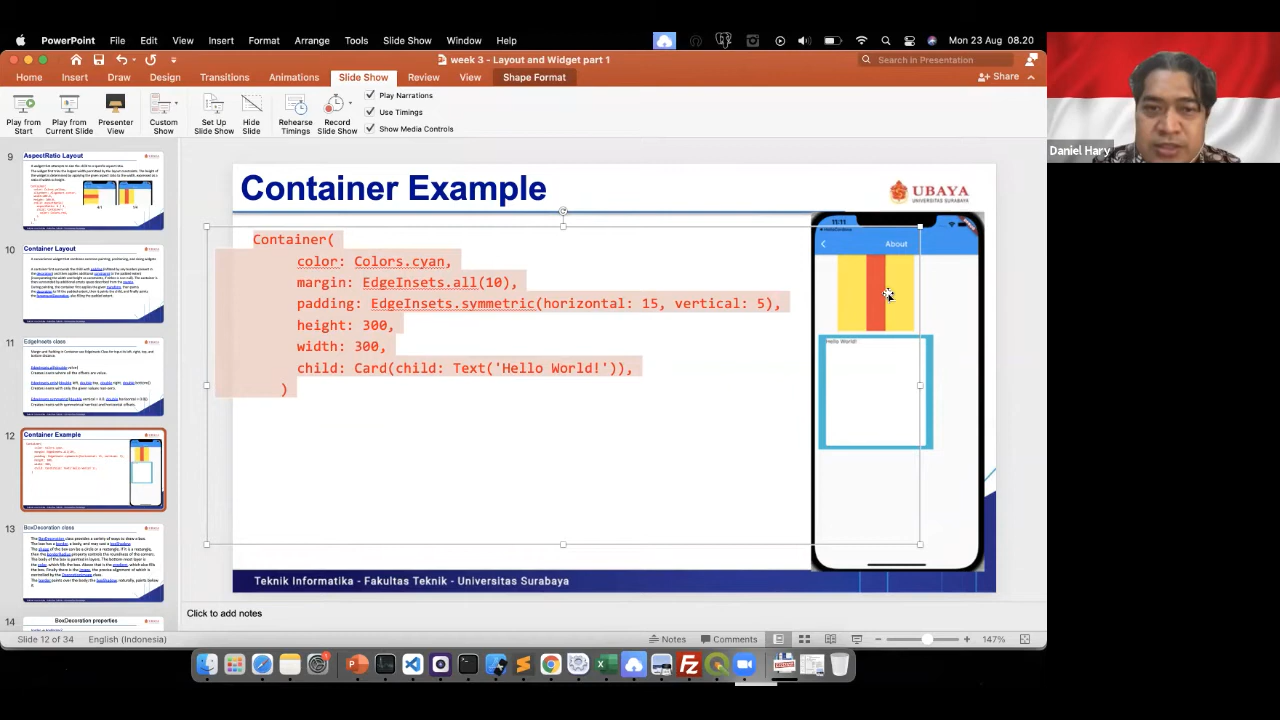 PowerPoint File Edit View Insert Format Arrange Tools Slide Show Window Help Mon 23 Aug 08.20
week 3 - Layout and Widget part 1
Search in Presentation
Home Insert Draw Design Transitions Animations Slide Show Review View Shape Format
Share
Play from Start
Play from Current Slide
Presenter View
Custom Show
Set Up Slide Show
Hide Slide
Rehearse Timings
Record Slide Show
Play Narrations
Use Timings
Show Media Controls
Daniel Hary
9
AspectRatio Layout
10
Container Layout
11
EdgeInsets class
12
Container Example
13
BoxDecoration class
14
BoxDecoration properties
Container Example
UBAYA
UNIVERSITAS SURABAYA
Container(
color: Colors.cyan,
margin: EdgeInsets.all(10),
padding: EdgeInsets.symmetric(horizontal: 15, vertical: 5),
height: 300,
width: 300,
child: Card(child: Text('Hello World!')),
)
11:11
About
Hello World!
Teknik Informatika - Fakultas Teknik - Universitas Surabaya
Click to add notes
Slide 12 of 34 English (Indonesia) Notes Comments 147%